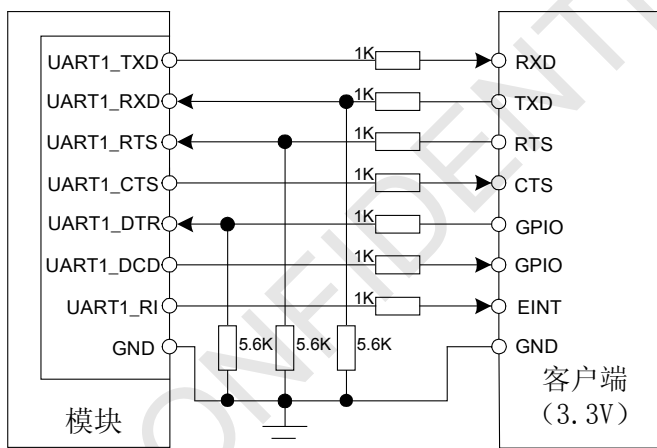 UART1_TXD 1K RXD
UART1_RXD 1K TXD
UART1_RTS 1K RTS
UART1_CTS 1K CTS
UART1_DTR 1K GPIO
UART1_DCD 1K GPIO
UART1_RI 1K EINT
GND 5.6K 5.6K 5.6K GND
模块
客户端
（3.3V）
ONFIDENTI